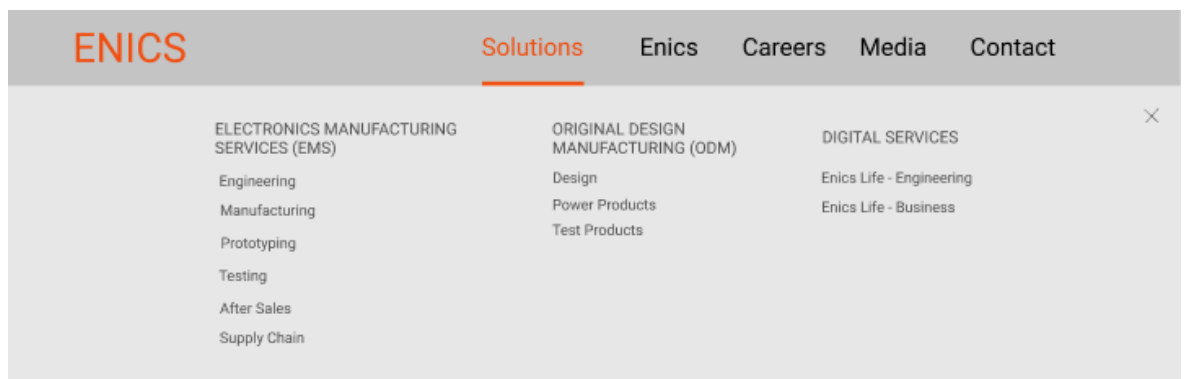 ENICS
Solutions Enics Careers Media Contact
ELECTRONICS MANUFACTURING
SERVICES (EMS)
Engineering
Manufacturing
Prototyping
Testing
After Sales
Supply Chain
ORIGINAL DESIGN
MANUFACTURING (ODM)
Design
Power Products
Test Products
DIGITAL SERVICES
Enics Life - Engineering
Enics Life - Business